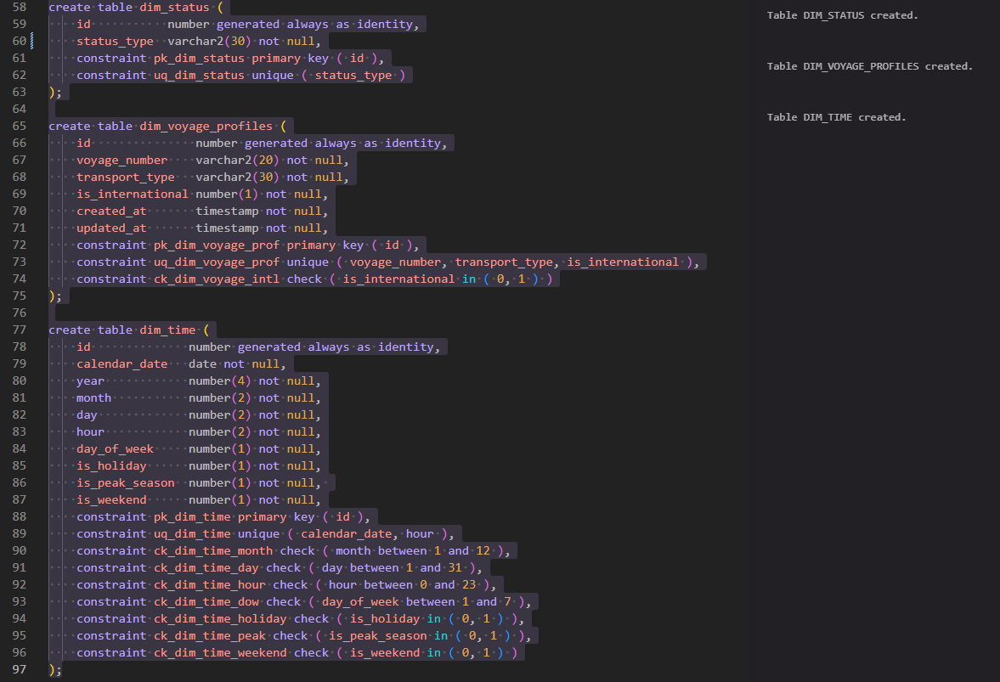 58 create table dim_status (
59     id           number generated always as identity,
60     status_type  varchar2(30) not null,
61     constraint pk_dim_status primary key ( id ),
62     constraint uq_dim_status unique ( status_type )
63 );
64
65 create table dim_voyage_profiles (
66     id               number generated always as identity,
67     voyage_number    varchar2(20) not null,
68     transport_type   varchar2(30) not null,
69     is_international number(1) not null,
70     created_at       timestamp not null,
71     updated_at       timestamp not null,
72     constraint pk_dim_voyage_prof primary key ( id ),
73     constraint uq_dim_voyage_prof unique ( voyage_number, transport_type, is_international ),
74     constraint ck_dim_voyage_intl check ( is_international in ( 0, 1 ) )
75 );
76
77 create table dim_time (
78     id              number generated always as identity,
79     calendar_date   date not null,
80     year            number(4) not null,
81     month           number(2) not null,
82     day             number(2) not null,
83     hour            number(2) not null,
84     day_of_week     number(1) not null,
85     is_holiday      number(1) not null,
86     is_peak_season  number(1) not null,
87     is_weekend      number(1) not null,
88     constraint pk_dim_time primary key ( id ),
89     constraint uq_dim_time unique ( calendar_date, hour ),
90     constraint ck_dim_time_month check ( month between 1 and 12 ),
91     constraint ck_dim_time_day check ( day between 1 and 31 ),
92     constraint ck_dim_time_hour check ( hour between 0 and 23 ),
93     constraint ck_dim_time_dow check ( day_of_week between 1 and 7 ),
94     constraint ck_dim_time_holiday check ( is_holiday in ( 0, 1 ) ),
95     constraint ck_dim_time_peak check ( is_peak_season in ( 0, 1 ) ),
96     constraint ck_dim_time_weekend check ( is_weekend in ( 0, 1 ) )
97 );
Table DIM_STATUS created.
Table DIM_VOYAGE_PROFILES created.
Table DIM_TIME created.